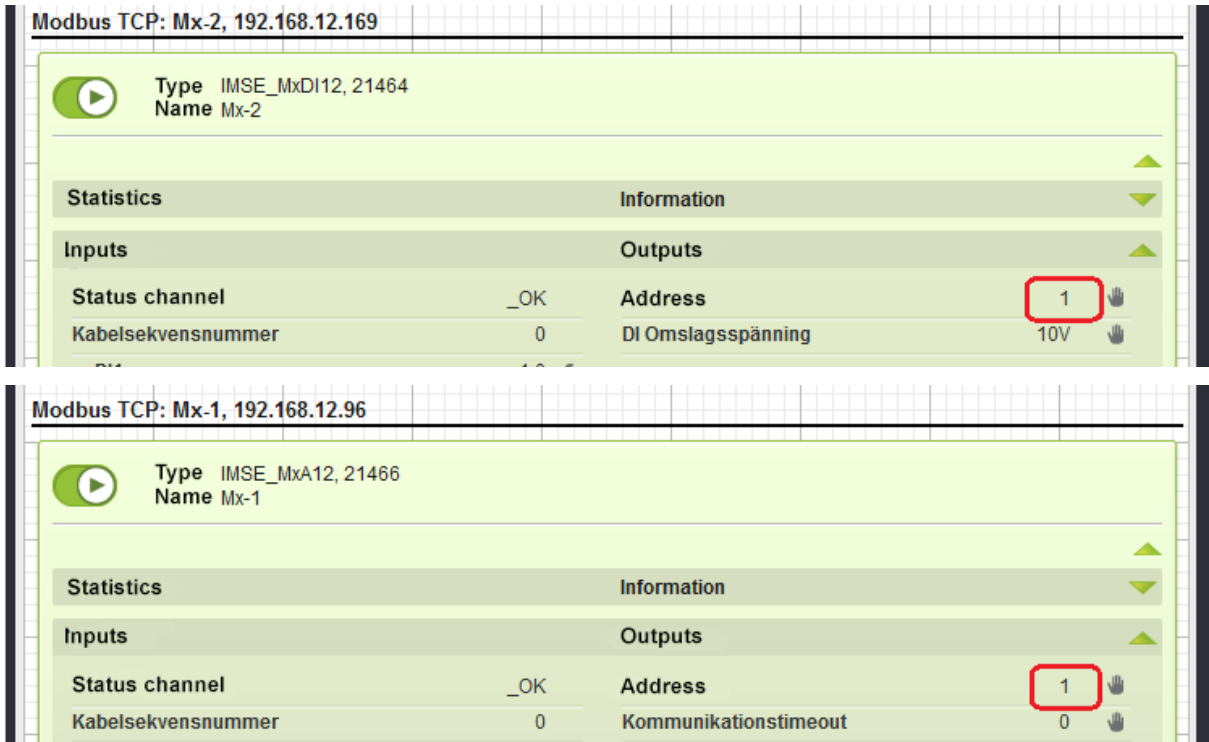 Modbus TCP: Mx-2, 192.168.12.169
Type IMSE_MxDI12, 21464
Name Mx-2
Statistics Information
Inputs Outputs
Status channel _OK Address 1
Kabelsekvensnummer 0 DI Omslagsspänning 10V
Modbus TCP: Mx-1, 192.168.12.96
Type IMSE_MxA12, 21466
Name Mx-1
Statistics Information
Inputs Outputs
Status channel _OK Address 1
Kabelsekvensnummer 0 Kommunikationstimeout 0